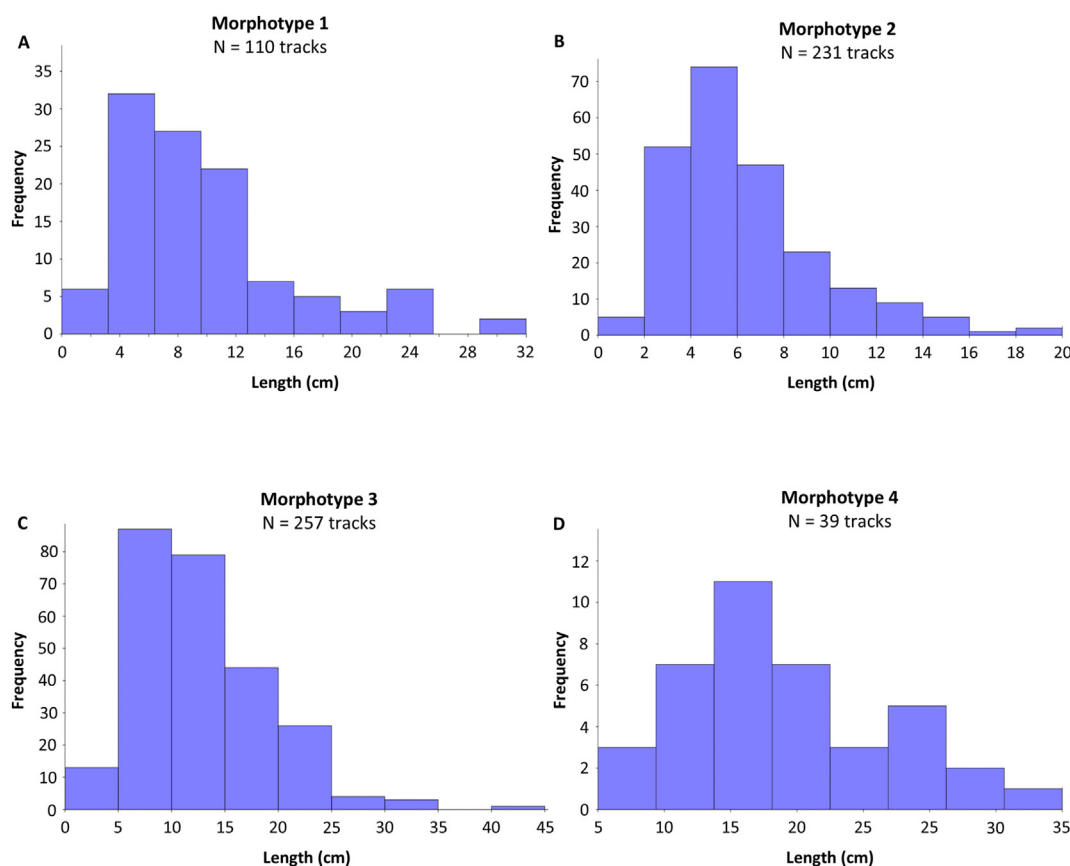 A
Morphotype 1
N = 110 tracks
Frequency
35
30
25
20
15
10
5
0
0 4 8 12 16 20 24 28 32
Length (cm)
B
Morphotype 2
N = 231 tracks
Frequency
70
60
50
40
30
20
10
0
0 2 4 6 8 10 12 14 16 18 20
Length (cm)
C
Morphotype 3
N = 257 tracks
Frequency
80
70
60
50
40
30
20
10
0
0 5 10 15 20 25 30 35 40 45
Length (cm)
D
Morphotype 4
N = 39 tracks
Frequency
12
10
8
6
4
2
0
5 10 15 20 25 30 35
Length (cm)